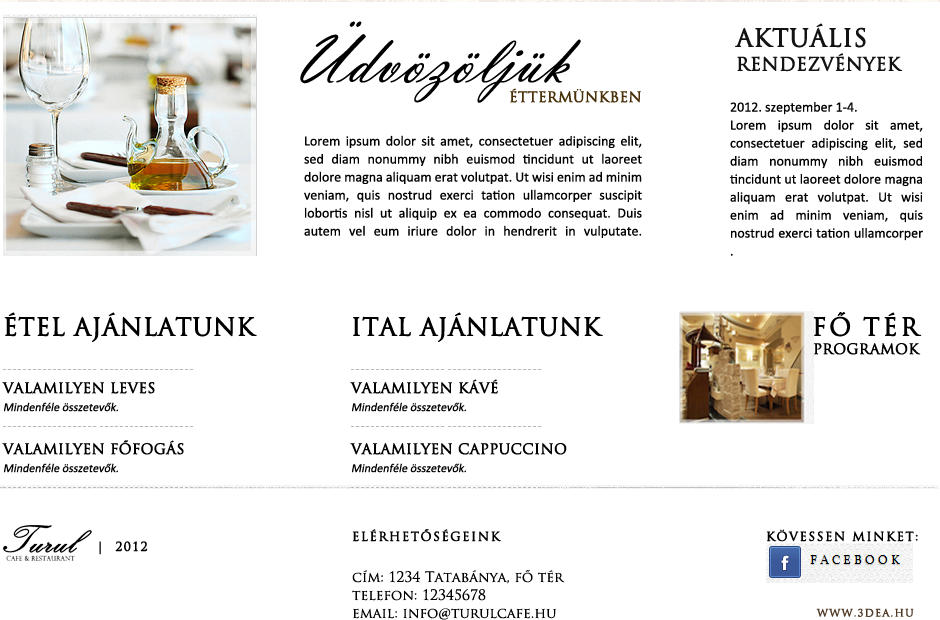 Üdvözöljük
ÉTTERMÜNKBEN
Lorem ipsum dolor sit amet, consectetuer adipiscing elit,
sed diam nonummy nibh euismod tincidunt ut laoreet
dolore magna aliquam erat volutpat. Ut wisi enim ad minim
veniam, quis nostrud exerci tation ullamcorper suscipit
lobortis nisl ut aliquip ex ea commodo consequat. Duis
autem vel eum iriure dolor in hendrerit in vulputate.
AKTUÁLIS
RENDEZVÉNYEK
2012. szeptember 1-4.
Lorem ipsum dolor sit amet,
consectetuer adipiscing elit, sed
diam nonummy nibh euismod
tincidunt ut laoreet dolore magna
aliquam erat volutpat. Ut wisi
enim ad minim veniam, quis
nostrud exerci tation ullamcorper
.
ÉTEL AJÁNLATUNK
VALAMILYEN LEVES
Mindenféle összetevők.
VALAMILYEN FŐFOGÁS
Mindenféle összetevők.
ITAL AJÁNLATUNK
VALAMILYEN KÁVÉ
Mindenféle összetevők.
VALAMILYEN CAPPUCCINO
Mindenféle összetevők.
FŐ TÉR
PROGRAMOK
Turul
CAFE & RESTAURANT
| 2012
ELÉRHETŐSÉGEINK
CÍM: 1234 TATABÁNYA, FŐ TÉR
TELEFON: 12345678
EMAIL: INFO@TURULCAFE.HU
KÖVESSEN MINKET:
f FACEBOOK
WWW.3DEA.HU